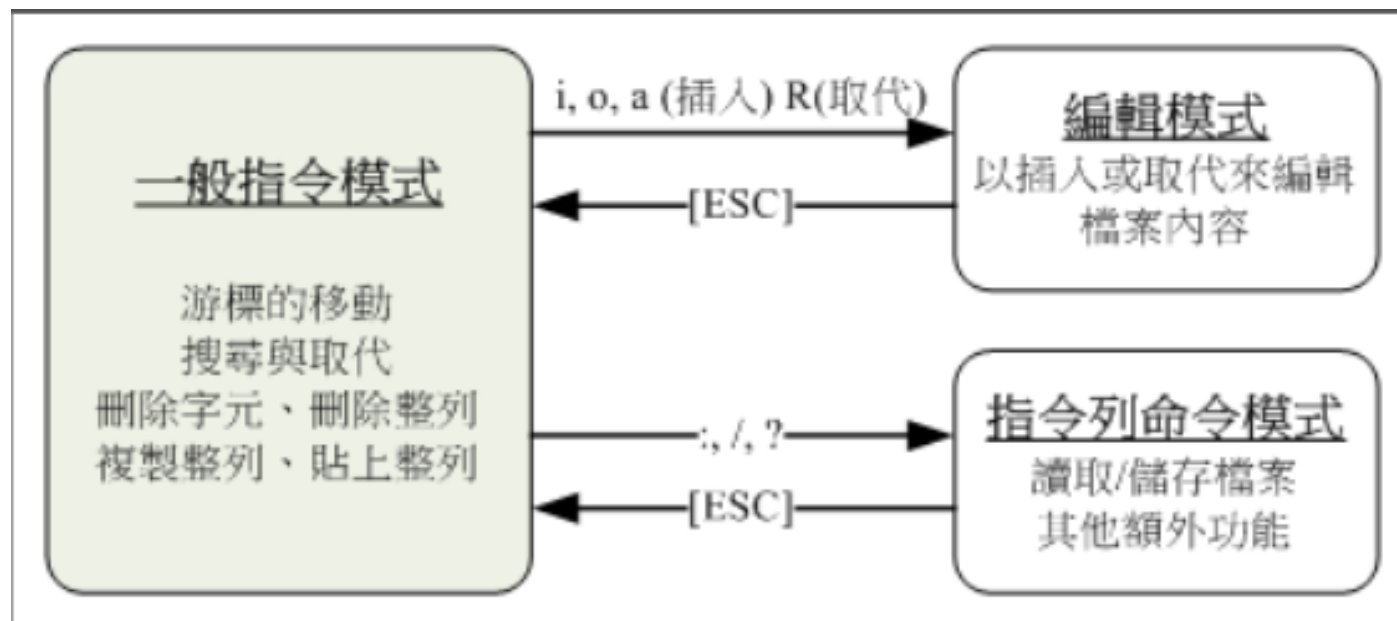 一般指令模式
游標的移動
搜尋與取代
刪除字元、刪除整列
複製整列、貼上整列
i, o, a (插入) R(取代)
[ESC]
編輯模式
以插入或取代來編輯
檔案內容
:, /, ?
[ESC]
指令列命令模式
讀取/儲存檔案
其他額外功能